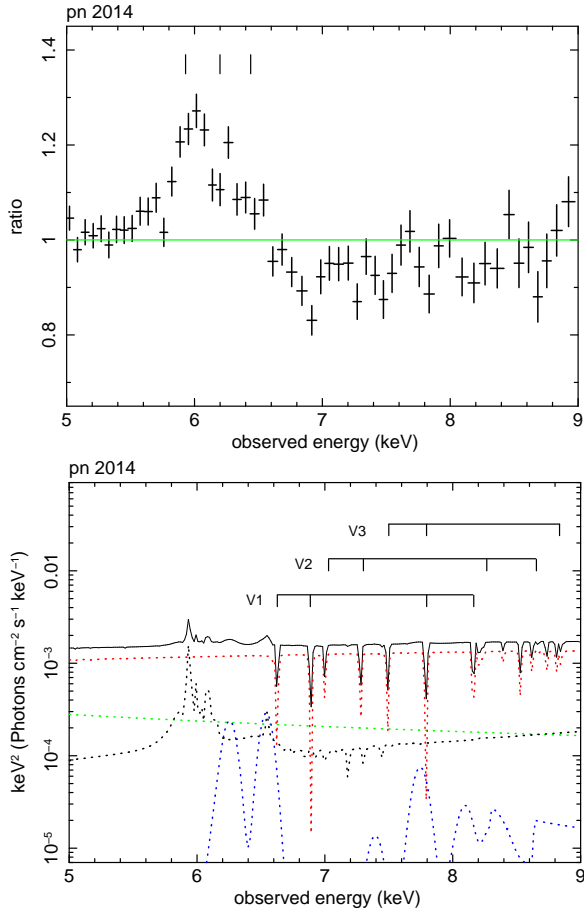 pn 2014
1.4
1.2
1
0.8
ratio
5 6 7 8 9
observed energy (keV)
pn 2014
V3
V2
V1
0.01
10⁻³
10⁻⁴
10⁻⁵
keV² (Photons cm⁻² s⁻¹ keV⁻¹)
5 6 7 8 9
observed energy (keV)